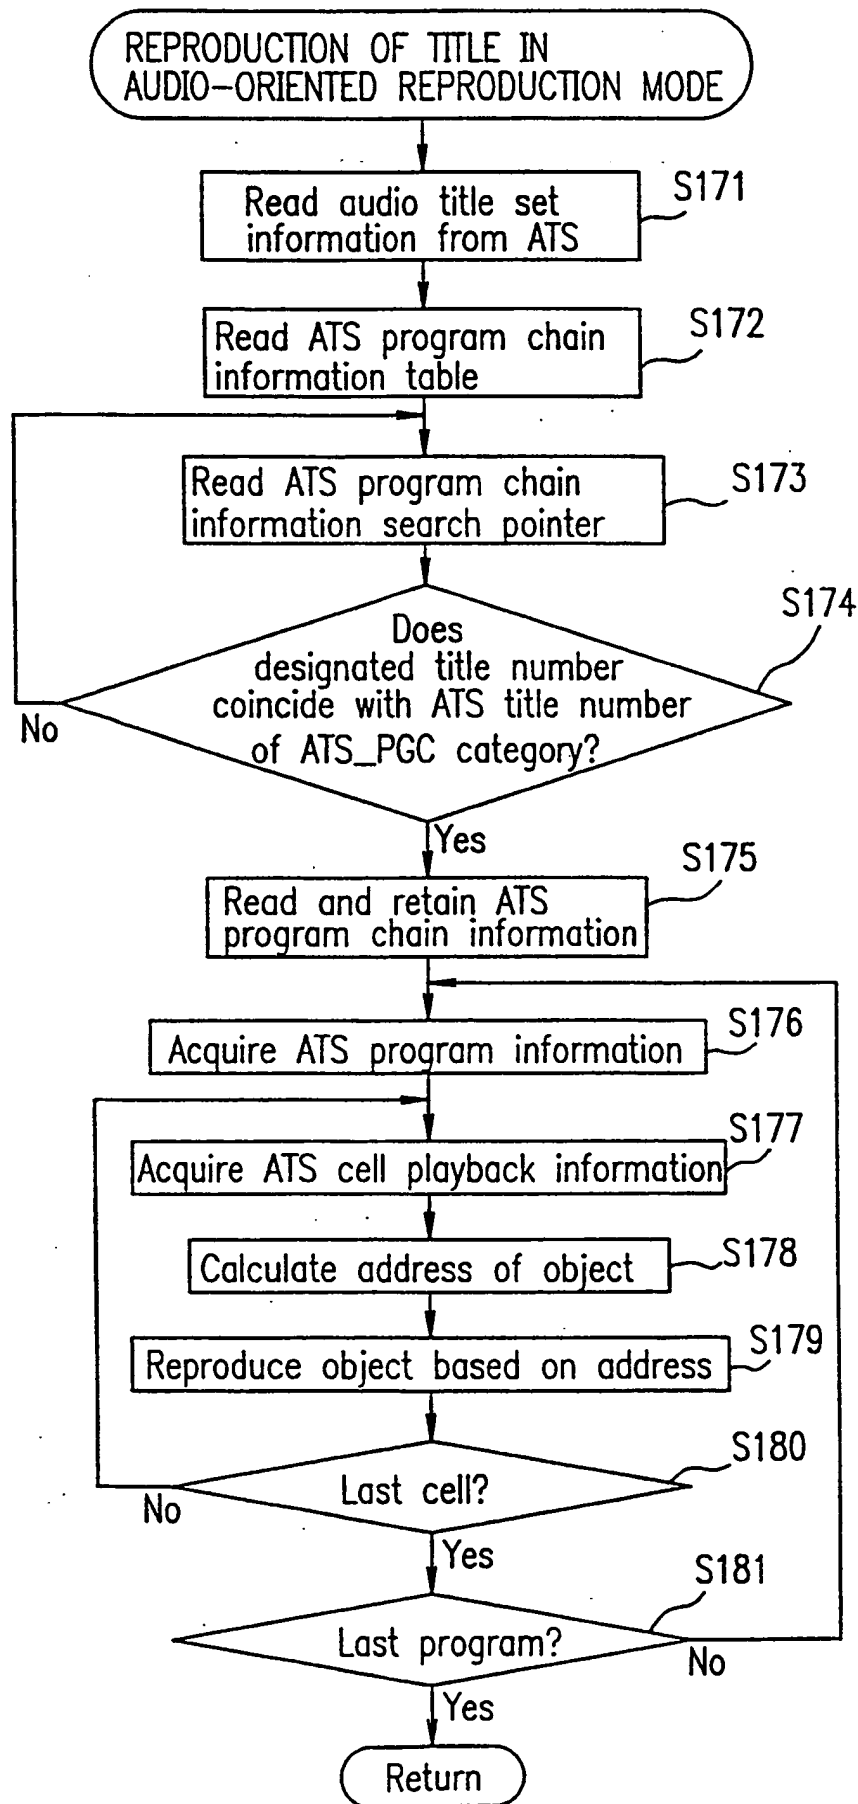 REPRODUCTION OF TITLE IN
AUDIO-ORIENTED REPRODUCTION MODE
S171
Read audio title set
information from ATS
S172
Read ATS program chain
information table
S173
Read ATS program chain
information search pointer
S174
Does
designated title number
coincide with ATS title number
of ATS_PGC category?
No
Yes
S175
Read and retain ATS
program chain information
S176
Acquire ATS program information
S177
Acquire ATS cell playback information
S178
Calculate address of object
S179
Reproduce object based on address
S180
Last cell?
No
Yes
S181
Last program?
No
Yes
Return